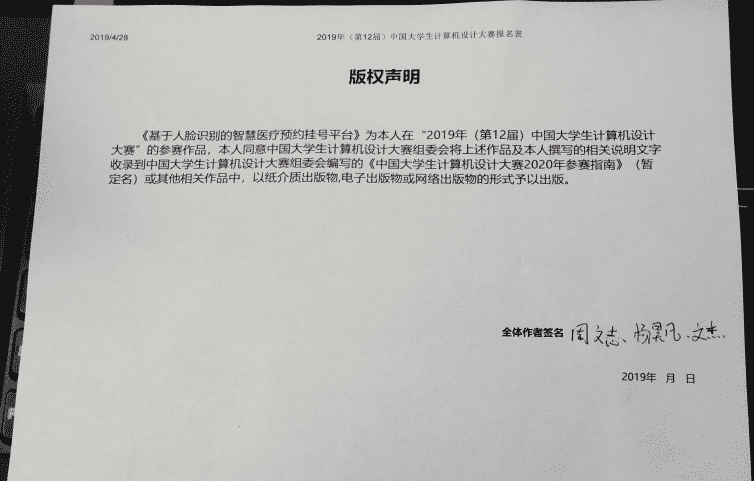 2019/4/28 2019年（第12届）中国大学生计算机设计大赛报名表
版权声明
《基于人脸识别的智慧医疗预约挂号平台》为本人在“2019年（第12届）中国大学生计算机设计
大赛”的参赛作品，本人同意中国大学生计算机设计大赛组委会将上述作品及本人撰写的相关说明文字
收录到中国大学生计算机设计大赛组委会编写的《中国大学生计算机设计大赛2020年参赛指南》（暂
定名）或其他相关作品中，以纸介质出版物,电子出版物或网络出版物的形式予以出版。
全体作者签名 周文志、杨昊凡、文杰
2019年 月 日